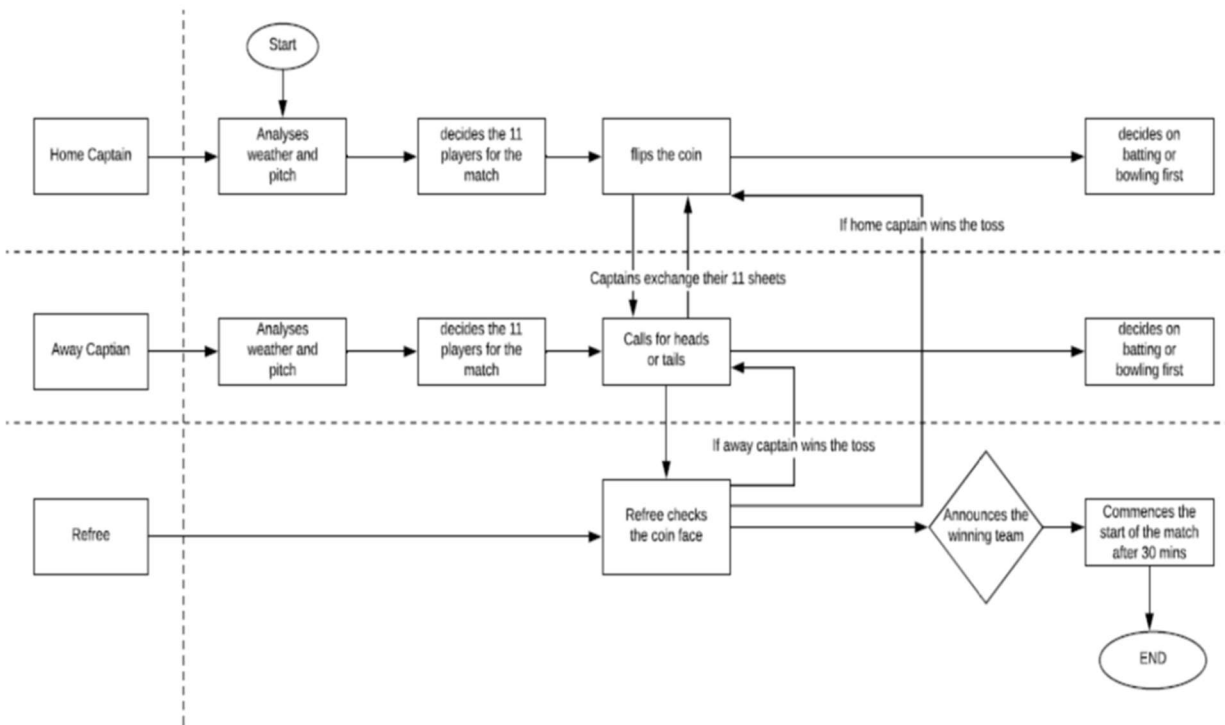 Start
Home Captain
Analyses
weather and
pitch
decides the 11
players for the
match
flips the coin
decides on
batting or
bowling first
If home captain wins the toss
Captains exchange their 11 sheets
Away Captian
Analyses
weather and
pitch
decides the 11
players for the
match
Calls for heads
or tails
decides on
batting or
bowling first
If away captain wins the toss
Refree
Refree checks
the coin face
Announces the
winning team
Commences the
start of the match
after 30 mins
END